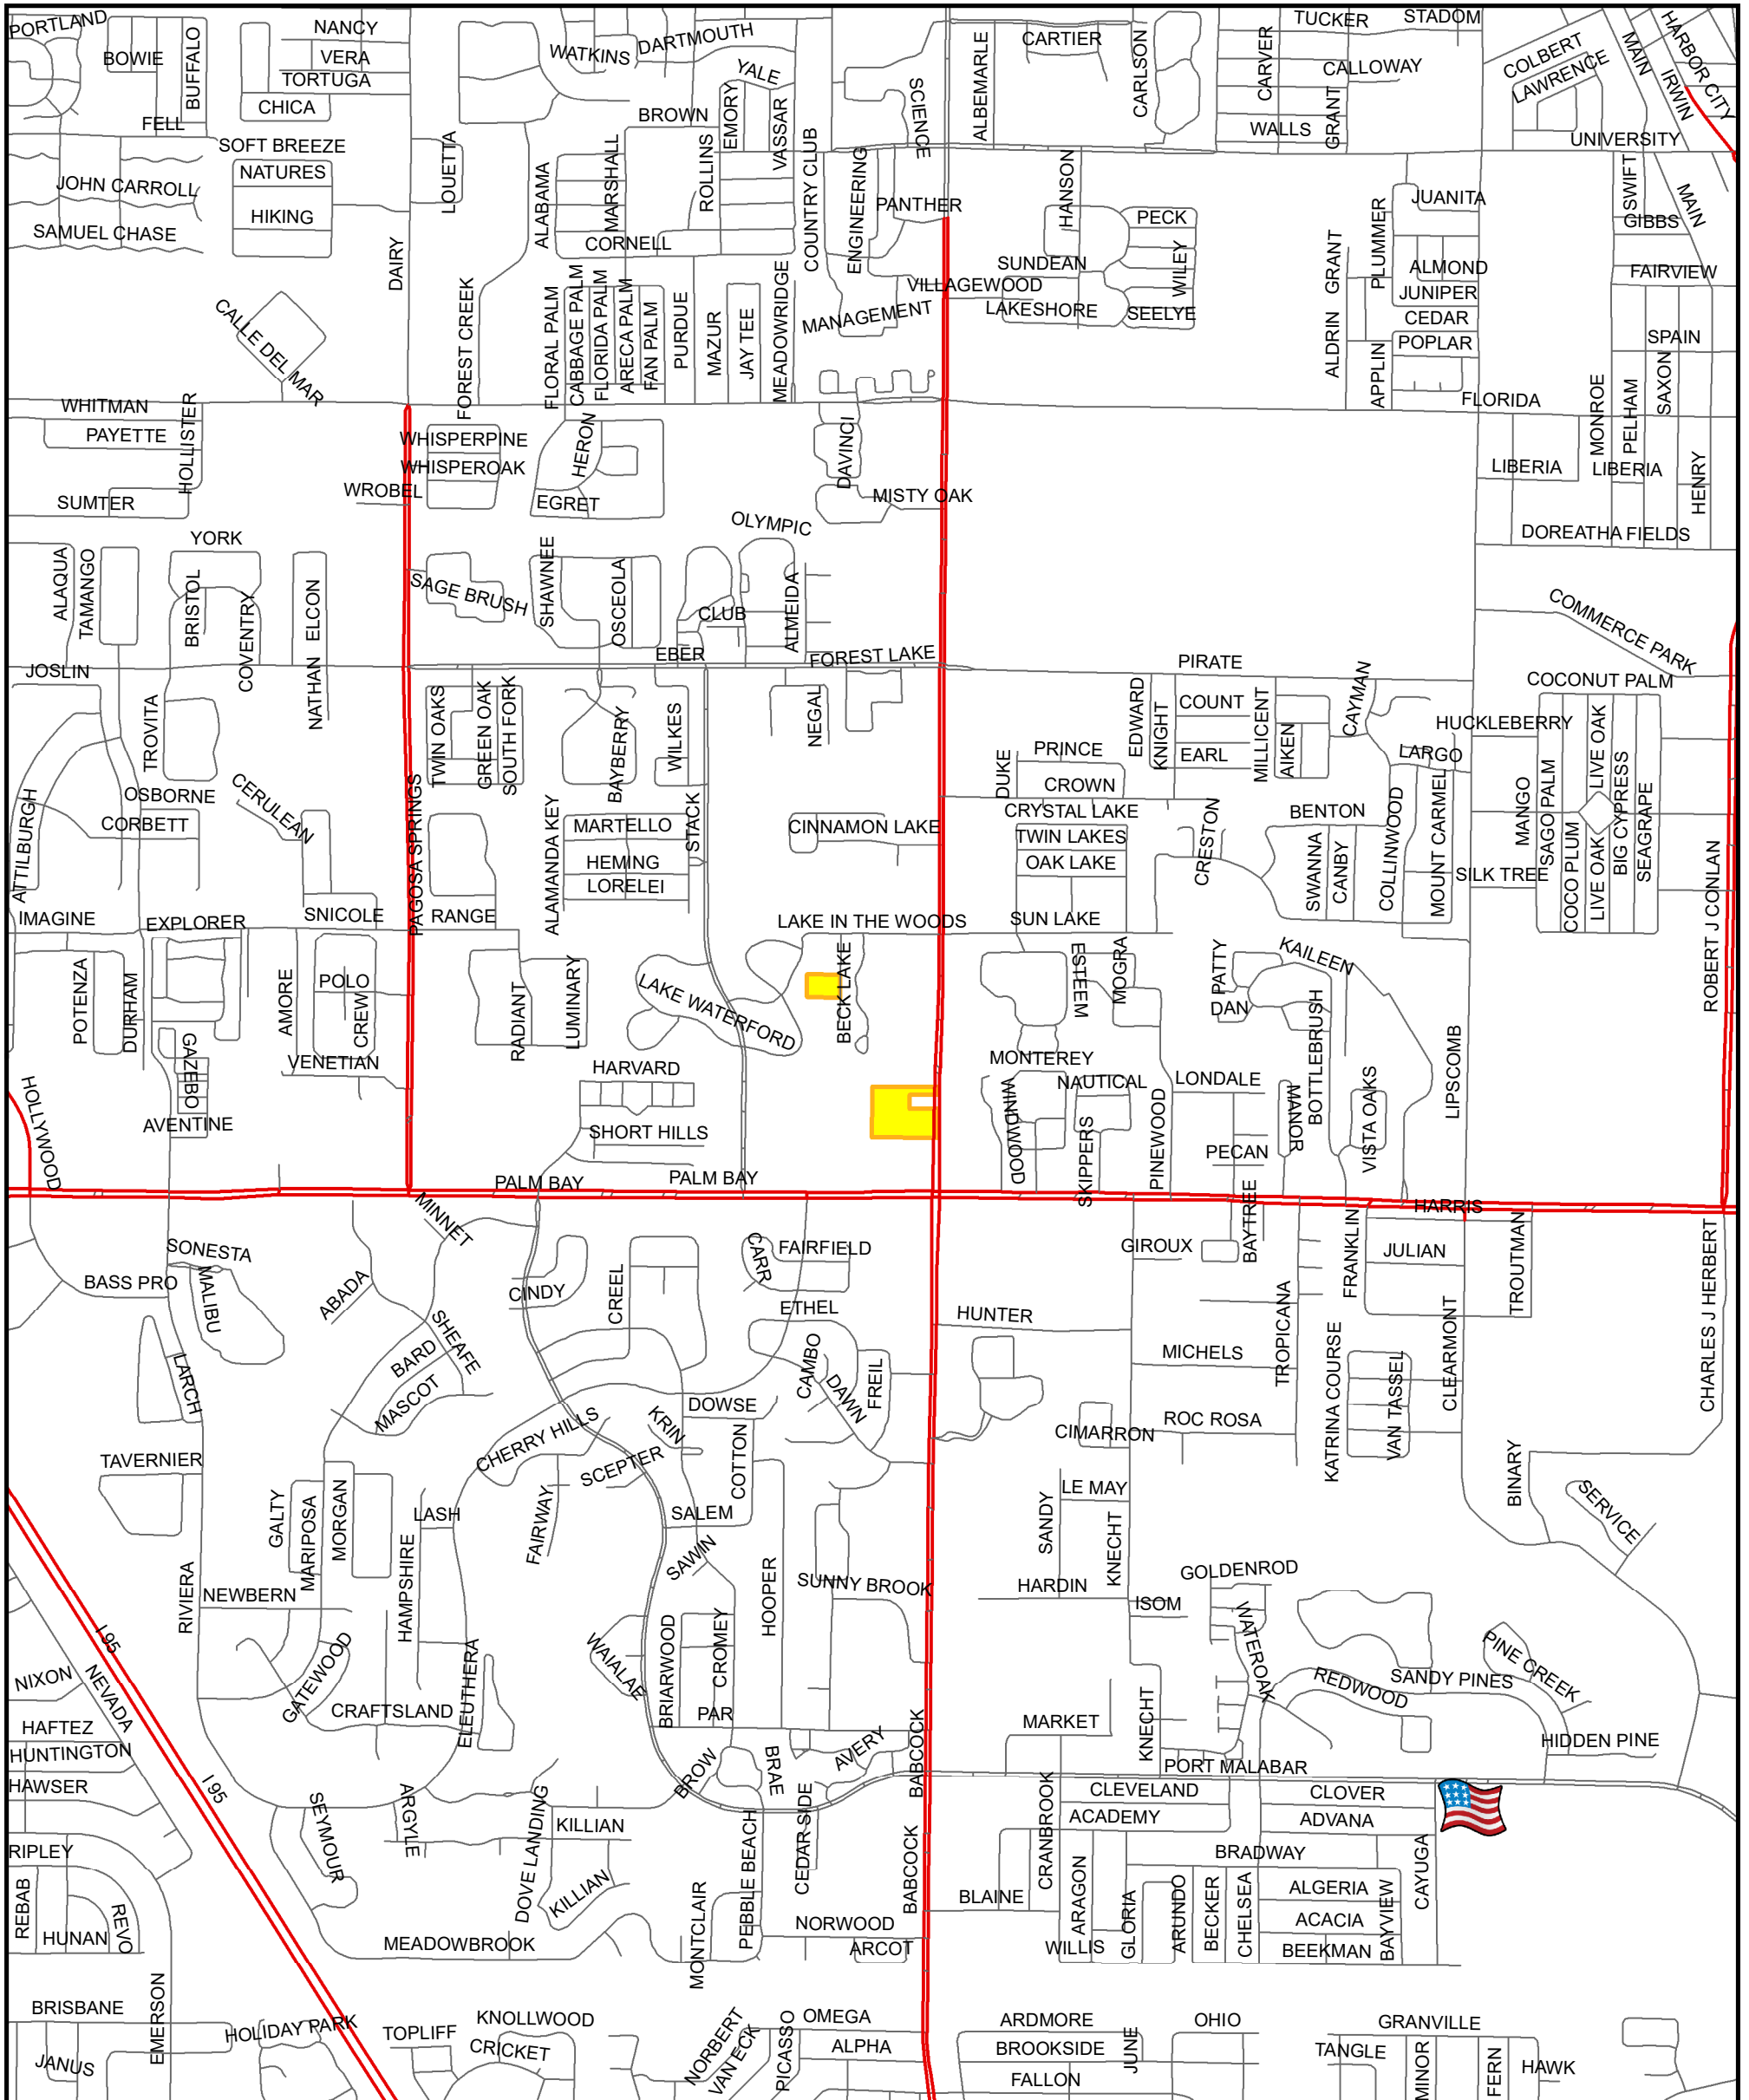 PORTLAND
BOWIE
BUFFALO
NANCY
VERA
TORTUGA
CHICA
FELL
SOFT BREEZE
NATURES
JOHN CARROLL
HIKING
SAMUEL CHASE
DAIRY
LOUETTA
WATKINS
DARTMOUTH
YALE
BROWN
EMORY
VASSAR
ROLLINS
MARSHALL
ALABAMA
CORNELL
COUNTRY CLUB
ENGINEERING
SCIENCE
PANTHER
ALBEMARLE
CARTIER
CARLSON
HANSON
PECK
WILEY
SUNDEAN
VILLAGEWOOD
LAKESHORE
SEELYE
MANAGEMENT
TUCKER
STADOM
CARVER
CALLOWAY
GRANT
WALLS
COLBERT
LAWRENCE
MAIN
IRWIN
HARBOR CITY
UNIVERSITY
SWIFT
MAIN
GIBBS
FAIRVIEW
JUANITA
PLUMMER
GRANT
ALDRIN
ALMOND
JUNIPER
CEDAR
POPLAR
APPLIN
SPAIN
SAXON
PELHAM
MONROE
FLORIDA
LIBERIA
LIBERIA
HENRY
DOREATHA FIELDS
CALLE DEL MAR
FOREST CREEK
FLORAL PALM
CABBAGE PALM
FLORIDA PALM
ARECA PALM
FAN PALM
PURDUE
MAZUR
JAY TEE
MEADOWRIDGE
WHITMAN
PAYETTE
HOLLISTER
SUMTER
WHISPERPINE
WHISPEROAK
WROBEL
HERON
EGRET
DAVINCI
MISTY OAK
OLYMPIC
YORK
ALAQUA
TAMANGO
BRISTOL
COVENTRY
ELCON
NATHAN
SAGE BRUSH
SHAWNEE
OSCEOLA
CLUB
ALMEIDA
EBER
FOREST LAKE
PIRATE
COMMERCE PARK
JOSLIN
TROVITA
TWIN OAKS
GREEN OAK
SOUTH FORK
BAYBERRY
WILKES
NEGAL
EDWARD
KNIGHT
COUNT
EARL
MILLICENT
AIKEN
CAYMAN
COCONUT PALM
HUCKLEBERRY
LARGO
DUKE
PRINCE
CROWN
CRYSTAL LAKE
TWIN LAKES
OAK LAKE
CRESTON
BENTON
SWANNA
CANBY
COLLINWOOD
MOUNT CARMEL
MANGO
SAGO PALM
COCO PLUM
LIVE OAK
LIVE OAK
BIG CYPRESS
SEAGRAPE
SILK TREE
ROBERT J CONLAN
ATTILBURGH
OSBORNE
CORBETT
CERULEAN
PAGOSA SPRINGS
ALAMANDA KEY
MARTELLO
HEMING
LORELEI
STACK
CINNAMON LAKE
IMAGINE
EXPLORER
SNICOLE
RANGE
LAKE IN THE WOODS
SUN LAKE
POTENZA
DURHAM
AMORE
POLO
CREW
GAZEBO
VENETIAN
AVENTINE
HOLLYWOOD
RADIANT
LUMINARY
LAKE WATERFORD
BECK LAKE
HARVARD
SHORT HILLS
PALM BAY
PALM BAY
ESTEEM
MOGRA
PATTY
DAN
KAILEEN
BOTTLEBRUSH
LIPSCOMB
MONTEREY
NAUTICAL
WINDWOOD
SKIPPERS
PINEWOOD
LONDALE
MANOR
PECAN
VISTA OAKS
BAYTREE
HARRIS
MINNET
SONESTA
BASS PRO
MALIBU
ABADA
SHEAFE
BARD
MASCOT
LARCH
CINDY
CREEL
CARR
FAIRFIELD
ETHEL
CAMBO
DAWN
FREIL
HUNTER
GIROUX
FRANKLIN
JULIAN
TROUTMAN
CHARLES J HERBERT
TROPICANA
MICHELS
KATRINA COURSE
VAN TASSEL
CLEARMONT
CIMARRON
ROC ROSA
BINARY
SERVICE
TAVERNIER
CHERRY HILLS
KRIN
DOWSE
SCEPTER
COTTON
GALTY
MARIPOSA
MORGAN
LASH
HAMPSHIRE
FAIRWAY
SALEM
SAWIN
HOOPER
SUNNY BROOK
LE MAY
SANDY
KNECHT
HARDIN
ISOM
GOLDENROD
WATEROAK
REDWOOD
SANDY PINES
PINE CREEK
HIDDEN PINE
RIVIERA
NEWBERN
GATEWOOD
CRAFTSLAND
ELEUTHERA
WAIALAE
BRIARWOOD
CROMEY
PAR
BROW
BRAE
AVERY
BABCOCK
MARKET
KNECHT
PORT MALABAR
I 95
NEVADA
NIXON
HAFTEZ
HUNTINGTON
HAWSER
I 95
RIPLEY
REBAB
REVO
HUNAN
SEYMOUR
ARGYLE
DOVE LANDING
KILLIAN
KILLIAN
MEADOWBROOK
MONTCLAIR
PEBBLE BEACH
CEDAR SIDE
NORWOOD
ARCOT
BABCOCK
BLAINE
CRANBROOK
CLEVELAND
ACADEMY
ARAGON
GLORIA
WILLIS
ARUNDO
BECKER
CHELSEA
BRADWAY
CLOVER
ADVANA
CAYUGA
ALGERIA
ACACIA
BEEKMAN
BAYVIEW
BRISBANE
JANUS
EMERSON
HOLIDAY PARK
TOPLIFF
KNOLLWOOD
CRICKET
NORBERT
VAN ECK
PICASSO
OMEGA
ALPHA
ARDMORE
BROOKSIDE
FALLON
JUNE
OHIO
GRANVILLE
TANGLE
MINOR
FERN
HAWK